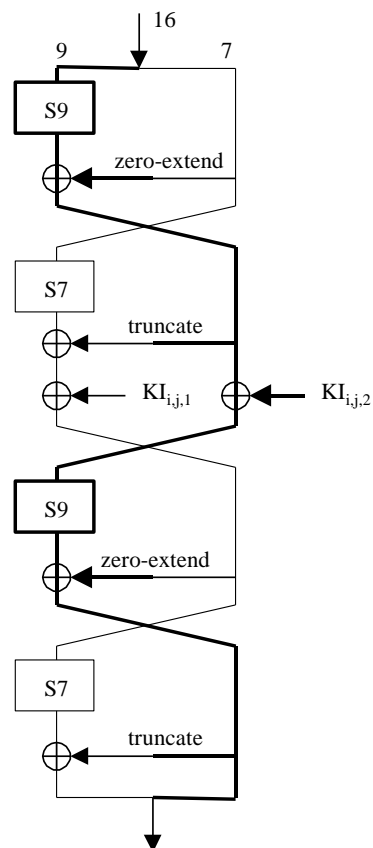 16
9 7
S9
zero-extend
S7
truncate
KI_{i,j,1} KI_{i,j,2}
S9
zero-extend
S7
truncate